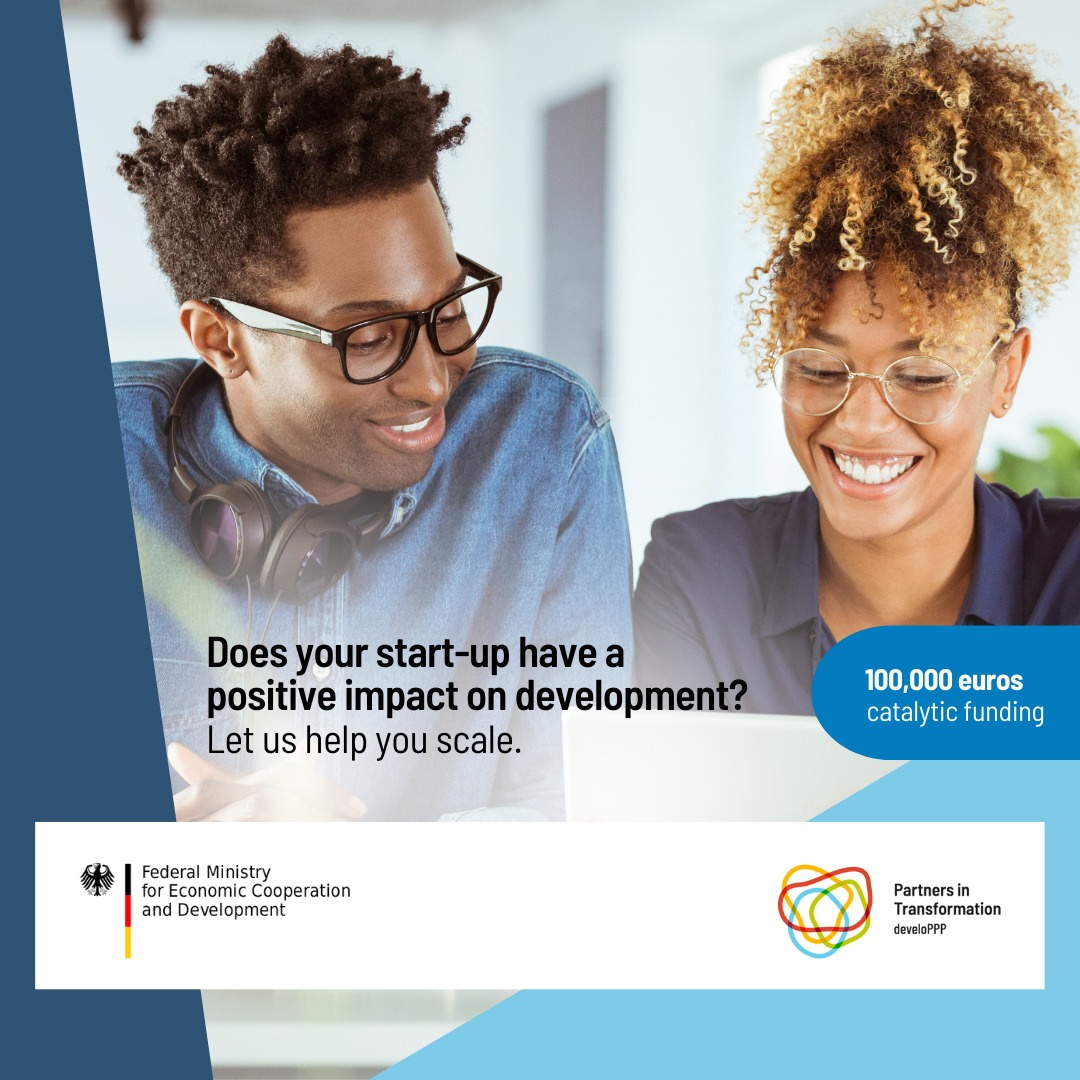 Does your start-up have a
positive impact on development?
Let us help you scale.
100,000 euros
catalytic funding
Federal Ministry
for Economic Cooperation
and Development
Partners in
Transformation
develoPPP